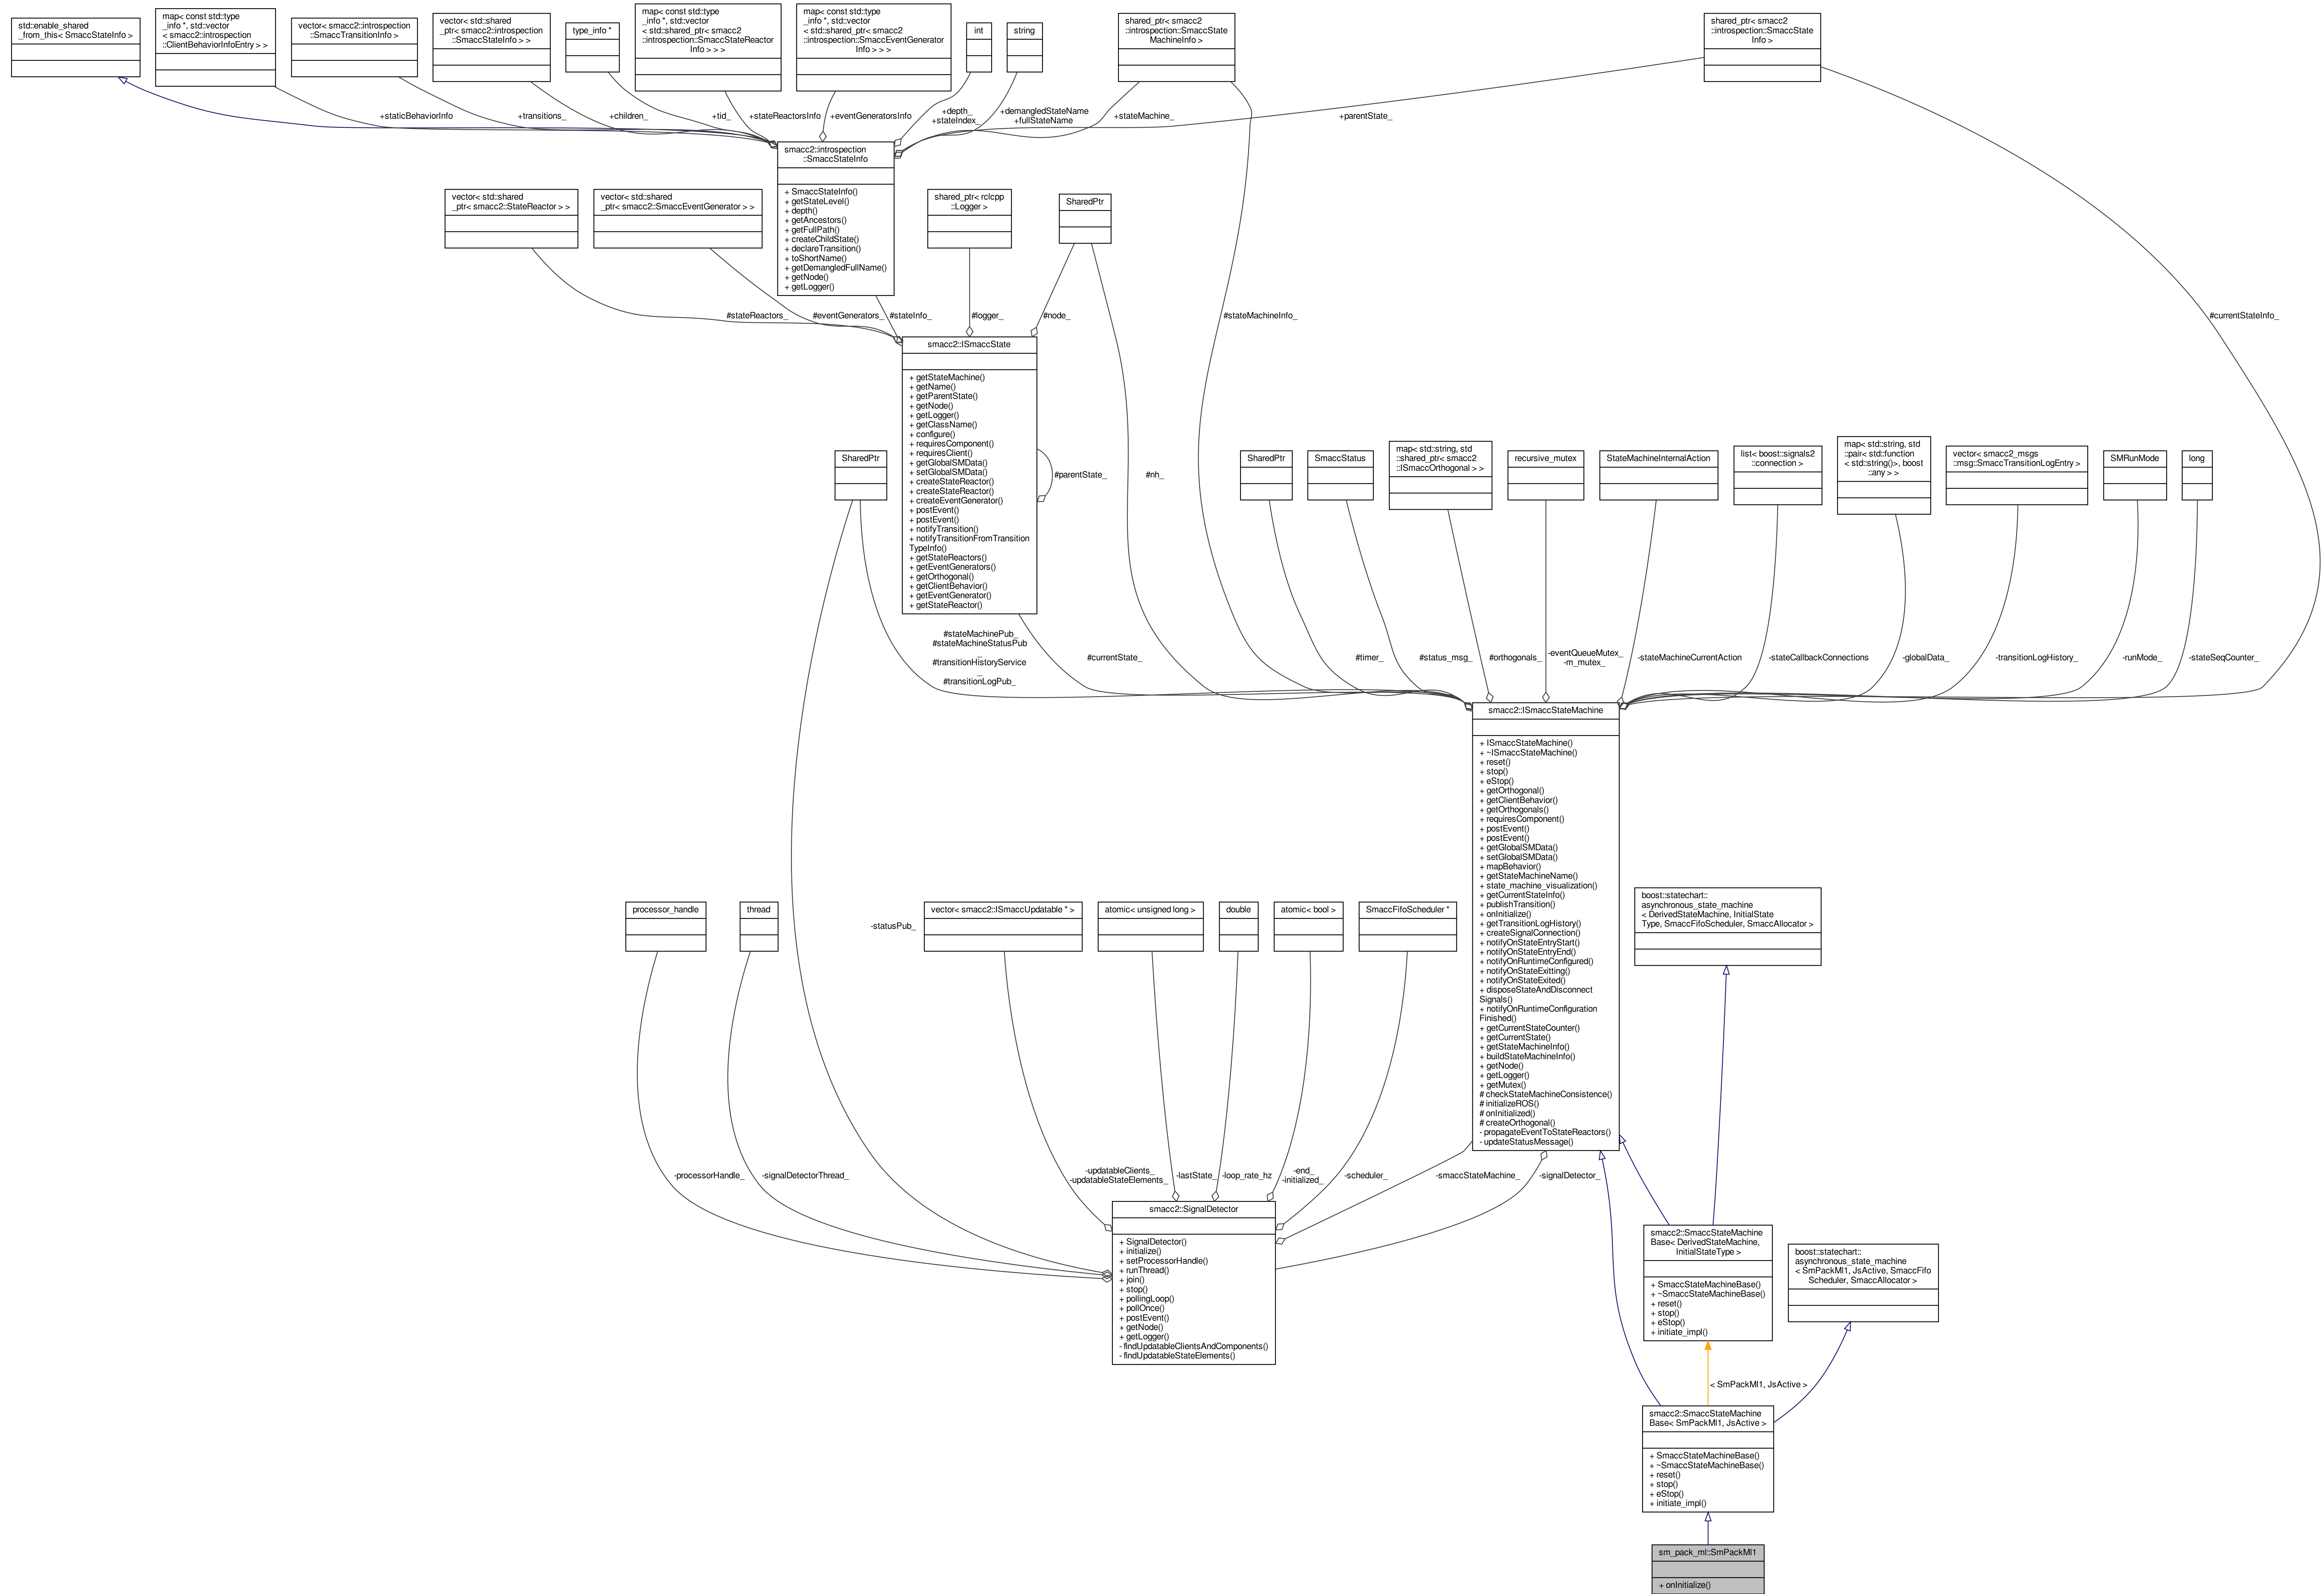 std::enable_shared
_from_this< SmaccStateInfo >
map< const std::type
_info *, std::vector
< smacc2::introspection
::ClientBehaviorInfoEntry > >
vector< smacc2::introspection
::SmaccTransitionInfo >
vector< std::shared
_ptr< smacc2::introspection
::SmaccStateInfo > >
type_info *
map< const std::type
_info *, std::vector
< std::shared_ptr< smacc2
::introspection::SmaccStateReactor
Info > > >
map< const std::type
_info *, std::vector
< std::shared_ptr< smacc2
::introspection::SmaccEventGenerator
Info > > >
int
string
shared_ptr< smacc2
::introspection::SmaccState
MachineInfo >
shared_ptr< smacc2
::introspection::SmaccState
Info >
+staticBehaviorInfo
+transitions_
+children_
+tid_
+stateReactorsInfo
+eventGeneratorsInfo
+depth_
+stateIndex_
+demangledStateName
+fullStateName
+stateMachine_
+parentState_
smacc2::introspection
::SmaccStateInfo
+ SmaccStateInfo()
+ getStateLevel()
+ depth()
+ getAncestors()
+ getFullPath()
+ createChildState()
+ declareTransition()
+ toShortName()
+ getDemangledFullName()
+ getNode()
+ getLogger()
vector< std::shared
_ptr< smacc2::StateReactor > >
vector< std::shared
_ptr< smacc2::SmaccEventGenerator > >
shared_ptr< rclcpp
::Logger >
SharedPtr
#stateReactors_
#eventGenerators_
#stateInfo_
#logger_
#node_
#stateMachineInfo_
#currentStateInfo_
smacc2::ISmaccState
+ getStateMachine()
+ getName()
+ getParentState()
+ getNode()
+ getLogger()
+ getClassName()
+ configure()
+ requiresComponent()
+ requiresClient()
+ getGlobalSMData()
+ setGlobalSMData()
+ createStateReactor()
+ createStateReactor()
+ createEventGenerator()
+ postEvent()
+ postEvent()
+ notifyTransition()
+ notifyTransitionFromTransition
TypeInfo()
+ getStateReactors()
+ getEventGenerators()
+ getOrthogonal()
+ getClientBehavior()
+ getEventGenerator()
+ getStateReactor()
#parentState_
#nh_
SharedPtr
SharedPtr
SmaccStatus
map< std::string, std
::shared_ptr< smacc2
::ISmaccOrthogonal > >
recursive_mutex
StateMachineInternalAction
list< boost::signals2
::connection >
map< std::string, std
::pair< std::function
< std::string()>, boost
::any > >
vector< smacc2_msgs
::msg::SmaccTransitionLogEntry >
SMRunMode
long
#stateMachinePub_
#stateMachineStatusPub
_
#transitionHistoryService
_
#transitionLogPub_
#currentState_
#timer_
#status_msg_
#orthogonals_
-eventQueueMutex_
-m_mutex_
-stateMachineCurrentAction
-stateCallbackConnections
-globalData_
-transitionLogHistory_
-runMode_
-stateSeqCounter_
smacc2::ISmaccStateMachine
+ ISmaccStateMachine()
+ ~ISmaccStateMachine()
+ reset()
+ stop()
+ eStop()
+ getOrthogonal()
+ getClientBehavior()
+ getOrthogonals()
+ requiresComponent()
+ postEvent()
+ postEvent()
+ getGlobalSMData()
+ setGlobalSMData()
+ mapBehavior()
+ getStateMachineName()
+ state_machine_visualization()
+ getCurrentStateInfo()
+ publishTransition()
+ onInitialize()
+ getTransitionLogHistory()
+ createSignalConnection()
+ notifyOnStateEntryStart()
+ notifyOnStateEntryEnd()
+ notifyOnRuntimeConfigured()
+ notifyOnStateExitting()
+ notifyOnStateExited()
+ disposeStateAndDisconnect
Signals()
+ notifyOnRuntimeConfiguration
Finished()
+ getCurrentStateCounter()
+ getCurrentState()
+ getStateMachineInfo()
+ buildStateMachineInfo()
+ getNode()
+ getLogger()
+ getMutex()
# checkStateMachineConsistence()
# initializeROS()
# onInitialized()
# createOrthogonal()
- propagateEventToStateReactors()
- updateStatusMessage()
boost::statechart::
asynchronous_state_machine
< DerivedStateMachine, InitialState
Type, SmaccFifoScheduler, SmaccAllocator >
processor_handle
thread
-statusPub_
vector< smacc2::ISmaccUpdatable * >
atomic< unsigned long >
double
atomic< bool >
SmaccFifoScheduler *
-processorHandle_
-signalDetectorThread_
-updatableClients_
-updatableStateElements_
-lastState_
-loop_rate_hz
-end_
-initialized_
-scheduler_
-smaccStateMachine_
-signalDetector_
smacc2::SignalDetector
+ SignalDetector()
+ initialize()
+ setProcessorHandle()
+ runThread()
+ join()
+ stop()
+ pollingLoop()
+ pollOnce()
+ postEvent()
+ getNode()
+ getLogger()
- findUpdatableClientsAndComponents()
- findUpdatableStateElements()
smacc2::SmaccStateMachine
Base< DerivedStateMachine,
InitialStateType >
+ SmaccStateMachineBase()
+ ~SmaccStateMachineBase()
+ reset()
+ stop()
+ eStop()
+ initiate_impl()
boost::statechart::
asynchronous_state_machine
< SmPackMl1, JsActive, SmaccFifo
Scheduler, SmaccAllocator >
< SmPackMl1, JsActive >
smacc2::SmaccStateMachine
Base< SmPackMl1, JsActive >
+ SmaccStateMachineBase()
+ ~SmaccStateMachineBase()
+ reset()
+ stop()
+ eStop()
+ initiate_impl()
sm_pack_ml::SmPackMl1
+ onInitialize()